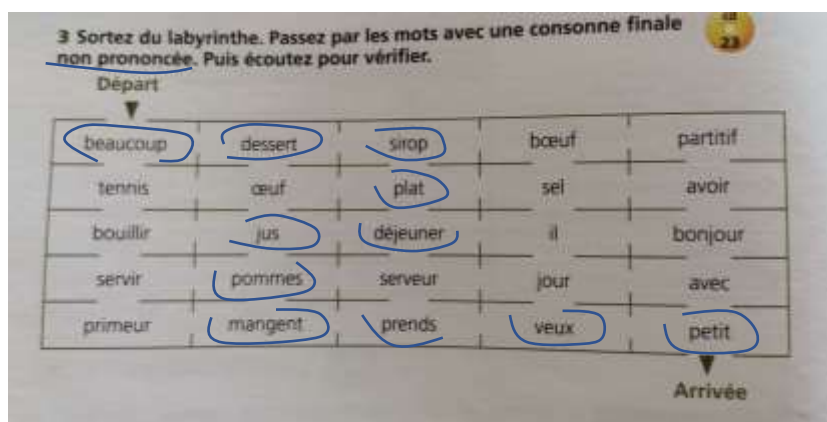 3 Sortez du labyrinthe. Passez par les mots avec une consonne finale
non prononcée. Puis écoutez pour vérifier.
23
Départ
beaucoup dessert sirop bœuf partitif
tennis œuf plat sel avoir
bouillir jus déjeuner il bonjour
servir pommes serveur jour avec
primeur mangent prends veux petit
Arrivée